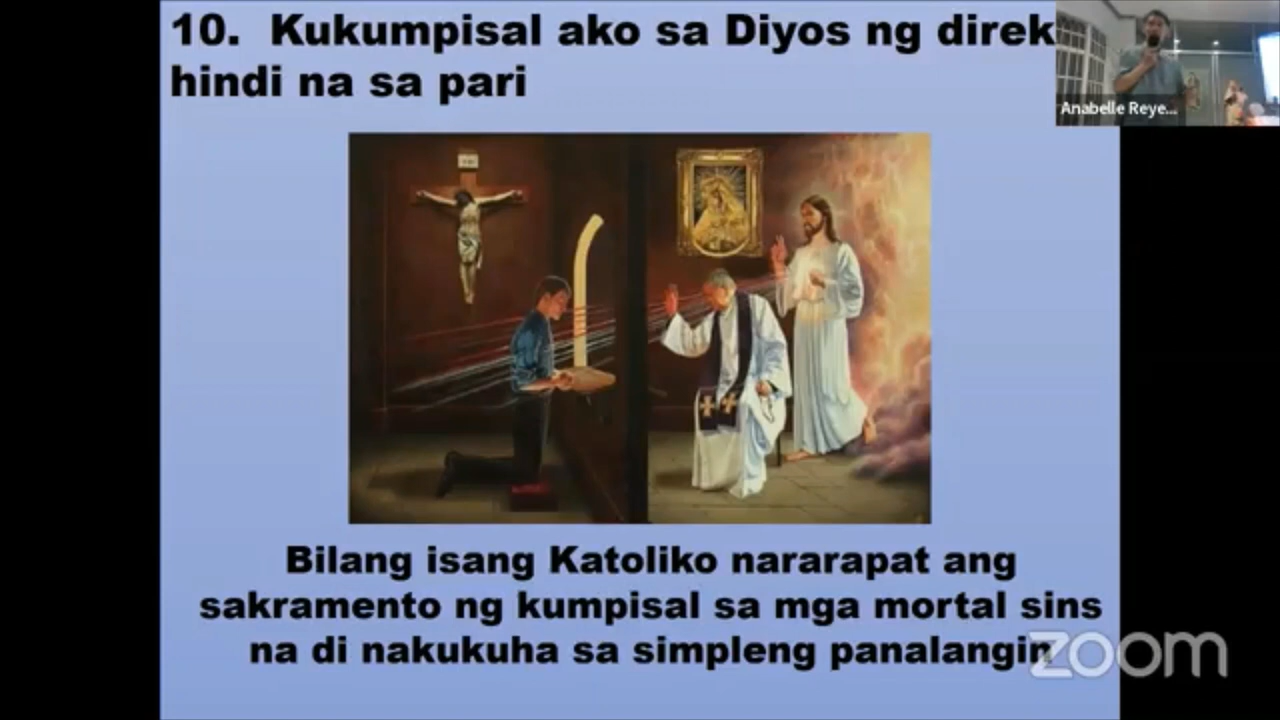 10. Kukumpisal ako sa Diyos ng direk
hindi na sa pari
Anabelle Reye...
Bilang isang Katoliko nararapat ang
sakramento ng kumpisal sa mga mortal sins
na di nakukuha sa simpleng panalangin
zoom